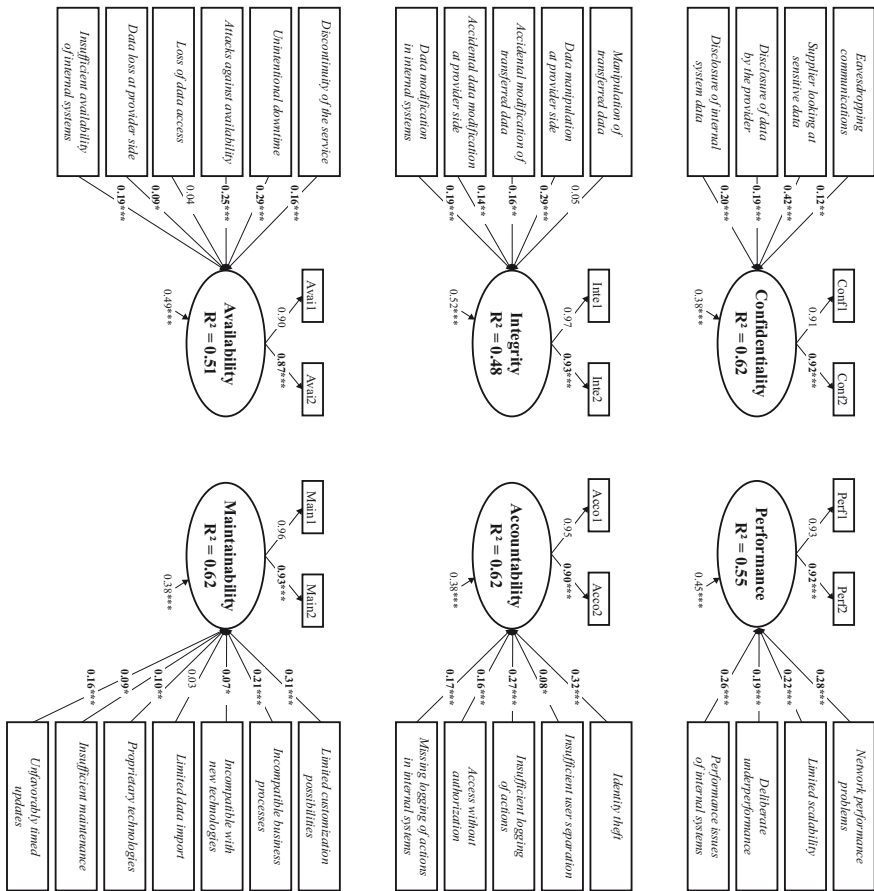 Eavesdropping
communications
Supplier looking at
sensitive data
Disclosure of data
by the provider
Disclosure of internal
system data
0.12**
0.42***
0.19***
0.20***
Conf1
Conf2
0.91
0.92***
Confidentiality
R² = 0.62
0.38***
Perf1
Perf2
0.93
0.92***
Performance
R² = 0.55
0.45***
0.28***
0.22***
0.19***
0.26***
Network performance
problems
Limited scalability
Deliberate
underperformance
Performance issues
of internal systems
Manipulation of
transferred data
Data manipulation
at provider side
Accidental modification of
transferred data
Accidental data modification
at provider side
Data modification
in internal systems
0.05
0.29***
0.16**
0.14**
0.19***
Inte1
Inte2
0.97
0.93***
Integrity
R² = 0.48
0.52***
Acco1
Acco2
0.95
0.90***
Accountability
R² = 0.62
0.38***
0.32***
0.08*
0.27***
0.16***
0.17***
Identity theft
Insufficient user separation
Insufficient logging
of actions
Access without
authorization
Missing logging of actions
in internal systems
Discontinuity of the service
Unintentional downtime
Attacks against availability
Loss of data access
Data loss at provider side
Insufficient availability
of internal systems
0.16***
0.29***
0.25***
0.04
0.09*
0.19***
Avai1
Avai2
0.90
0.87***
Availability
R² = 0.51
0.49***
Main1
Main2
0.96
0.93***
Maintainability
R² = 0.62
0.38***
0.31***
0.21***
0.07*
0.03
0.10**
0.09*
0.16***
Limited customization
possibilities
Incompatible business
processes
Incompatible with
new technologies
Limited data import
Proprietary technologies
Insufficient maintenance
Unfavorably timed
updates